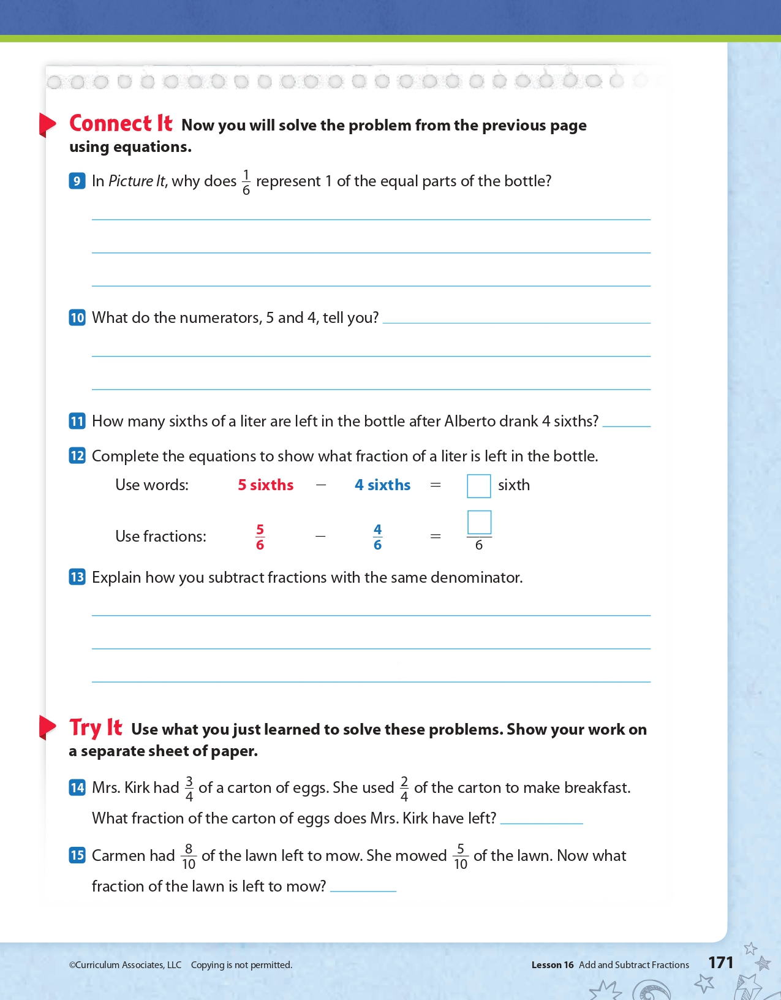 Connect It Now you will solve the problem from the previous page
using equations.
9 In Picture It, why does 1/6 represent 1 of the equal parts of the bottle?
10 What do the numerators, 5 and 4, tell you?
11 How many sixths of a liter are left in the bottle after Alberto drank 4 sixths?
12 Complete the equations to show what fraction of a liter is left in the bottle.
Use words: 5 sixths − 4 sixths = □ sixth
Use fractions: 5/6 − 4/6 = □/6
13 Explain how you subtract fractions with the same denominator.
Try It Use what you just learned to solve these problems. Show your work on
a separate sheet of paper.
14 Mrs. Kirk had 3/4 of a carton of eggs. She used 2/4 of the carton to make breakfast.
What fraction of the carton of eggs does Mrs. Kirk have left?
15 Carmen had 8/10 of the lawn left to mow. She mowed 5/10 of the lawn. Now what
fraction of the lawn is left to mow?
©Curriculum Associates, LLC Copying is not permitted.
Lesson 16 Add and Subtract Fractions 171